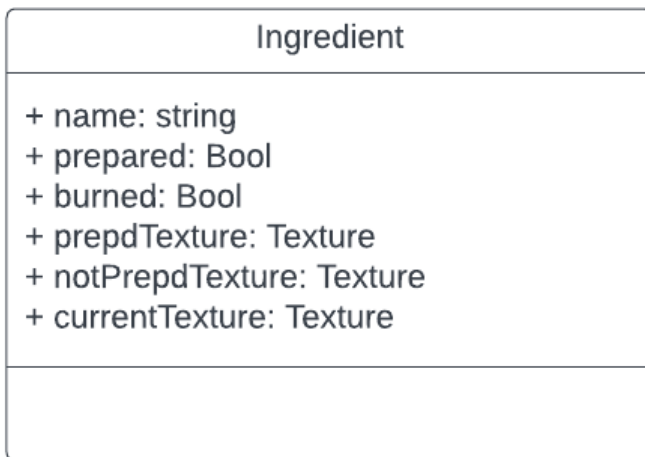 Ingredient
+ name: string
+ prepared: Bool
+ burned: Bool
+ prepdTexture: Texture
+ notPrepdTexture: Texture
+ currentTexture: Texture